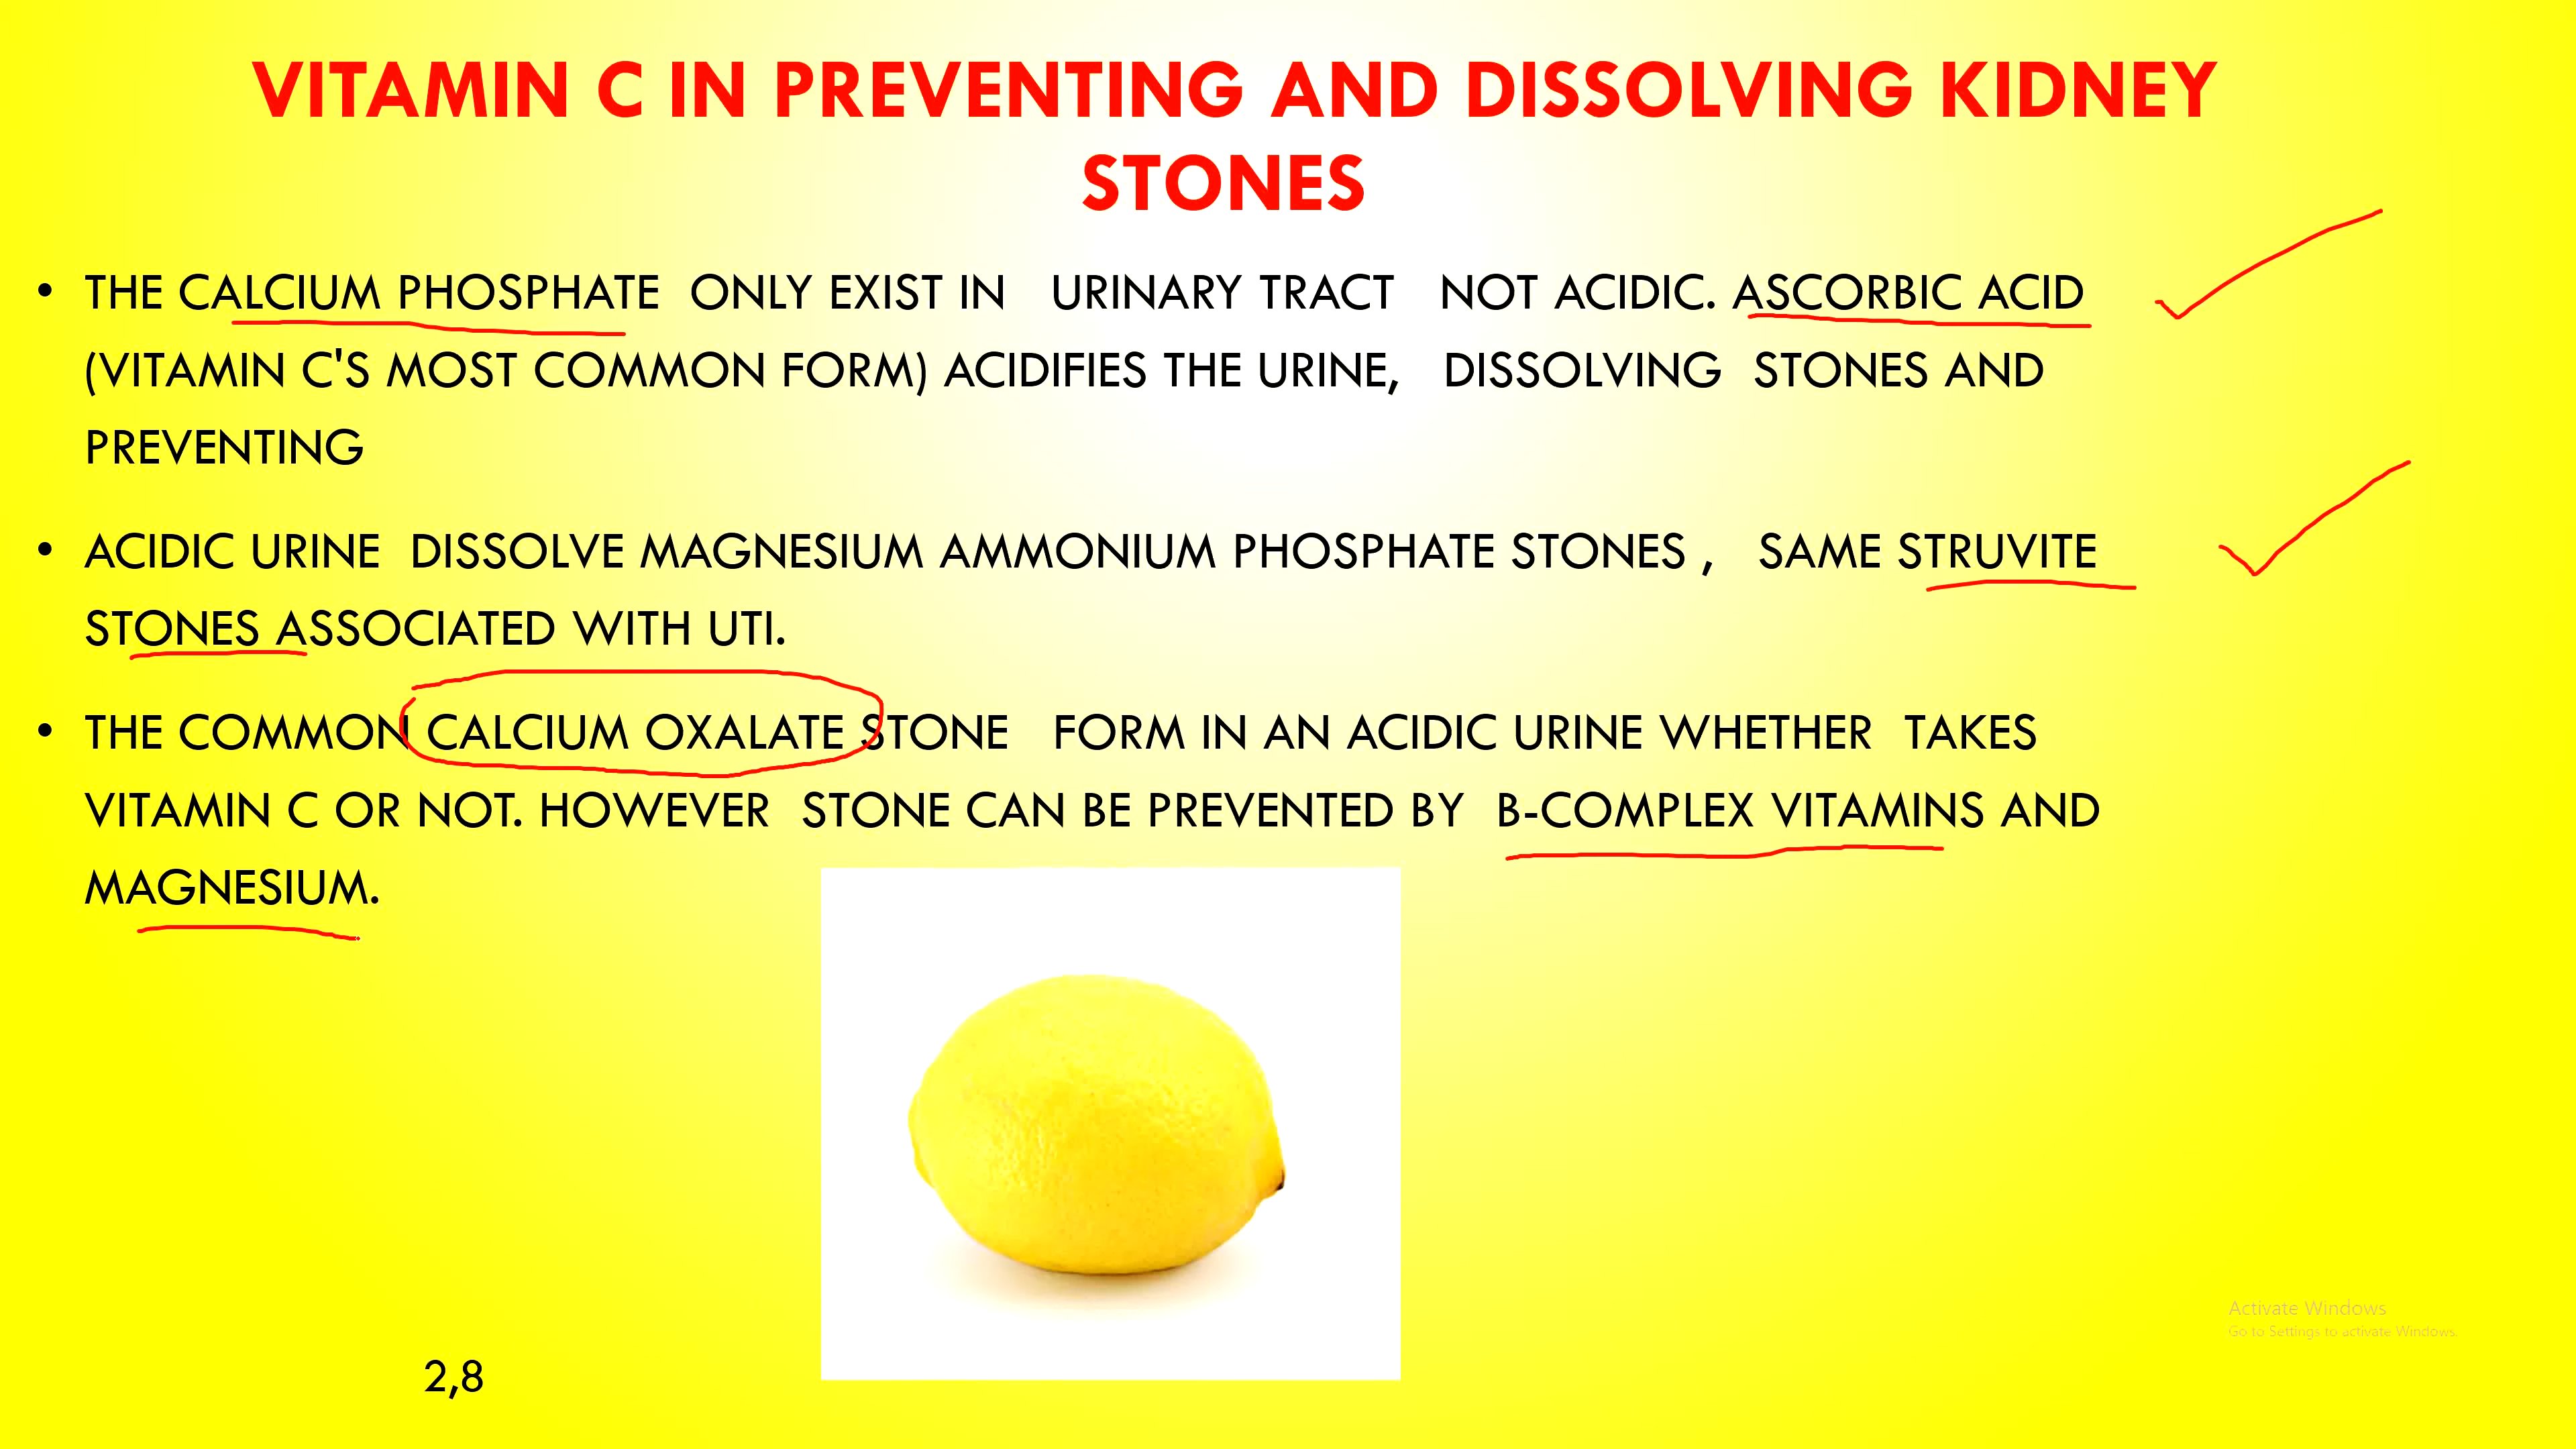 VITAMIN C IN PREVENTING AND DISSOLVING KIDNEY
STONES
• THE CALCIUM PHOSPHATE ONLY EXIST IN URINARY TRACT NOT ACIDIC. ASCORBIC ACID
(VITAMIN C'S MOST COMMON FORM) ACIDIFIES THE URINE, DISSOLVING STONES AND
PREVENTING
• ACIDIC URINE DISSOLVE MAGNESIUM AMMONIUM PHOSPHATE STONES , SAME STRUVITE
STONES ASSOCIATED WITH UTI.
• THE COMMON CALCIUM OXALATE STONE FORM IN AN ACIDIC URINE WHETHER TAKES
VITAMIN C OR NOT. HOWEVER STONE CAN BE PREVENTED BY B-COMPLEX VITAMINS AND
MAGNESIUM.
Activate Windows
Go to Settings to activate Windows.
2,8